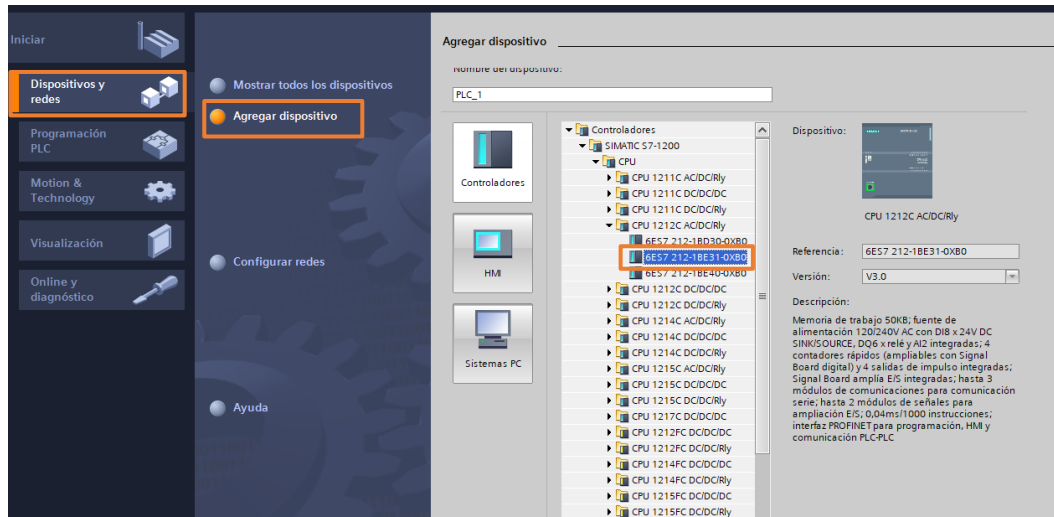 Iniciar
Dispositivos y
redes
Programación
PLC
Motion &
Technology
Visualización
Online y
diagnóstico
Mostrar todos los dispositivos
Agregar dispositivo
Configurar redes
Ayuda
Agregar dispositivo
Nombre del dispositivo:
PLC_1
Controladores
HMI
Sistemas PC
Controladores
SIMATIC S7-1200
CPU
CPU 1211C AC/DC/Rly
CPU 1211C DC/DC/DC
CPU 1211C DC/DC/Rly
CPU 1212C AC/DC/Rly
6ES7 212-1BD30-0XB0
6ES7 212-1BE31-0XB0
6ES7 212-1BE40-0XB0
CPU 1212C DC/DC/DC
CPU 1212C DC/DC/Rly
CPU 1214C AC/DC/Rly
CPU 1214C DC/DC/DC
CPU 1214C DC/DC/Rly
CPU 1215C AC/DC/Rly
CPU 1215C DC/DC/DC
CPU 1215C DC/DC/Rly
CPU 1217C DC/DC/DC
CPU 1212FC DC/DC/DC
CPU 1212FC DC/DC/Rly
CPU 1214FC DC/DC/DC
CPU 1214FC DC/DC/Rly
CPU 1215FC DC/DC/DC
CPU 1215FC DC/DC/Rly
Dispositivo:
CPU 1212C AC/DC/Rly
Referencia: 6ES7 212-1BE31-0XB0
Versión: V3.0
Descripción:
Memoria de trabajo 50KB; fuente de
alimentación 120/240V AC con DI8 x 24V DC
SINK/SOURCE, DQ6 x relé y AI2 integradas; 4
contadores rápidos (ampliables con Signal
Board digital) y 4 salidas de impulso integradas;
Signal Board amplía E/S integradas; hasta 3
módulos de comunicaciones para comunicación
serie; hasta 2 módulos de señales para
ampliación E/S; 0,04ms/1000 instrucciones;
interfaz PROFINET para programación, HMI y
comunicación PLC-PLC